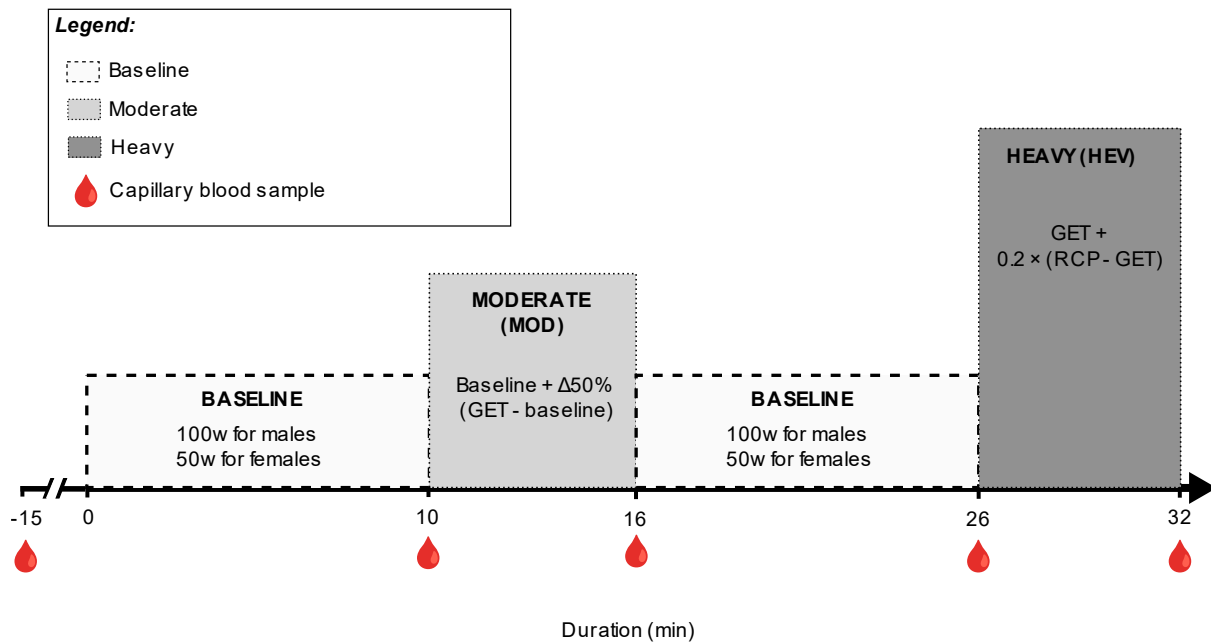 Legend:
Baseline
Moderate
Heavy
Capillary blood sample
HEAVY (HEV)
GET +
0.2 × (RCP - GET)
MODERATE
(MOD)
Baseline + Δ50%
(GET - baseline)
BASELINE
100w for males
50w for females
BASELINE
100w for males
50w for females
-15
0
10
16
26
32
Duration (min)